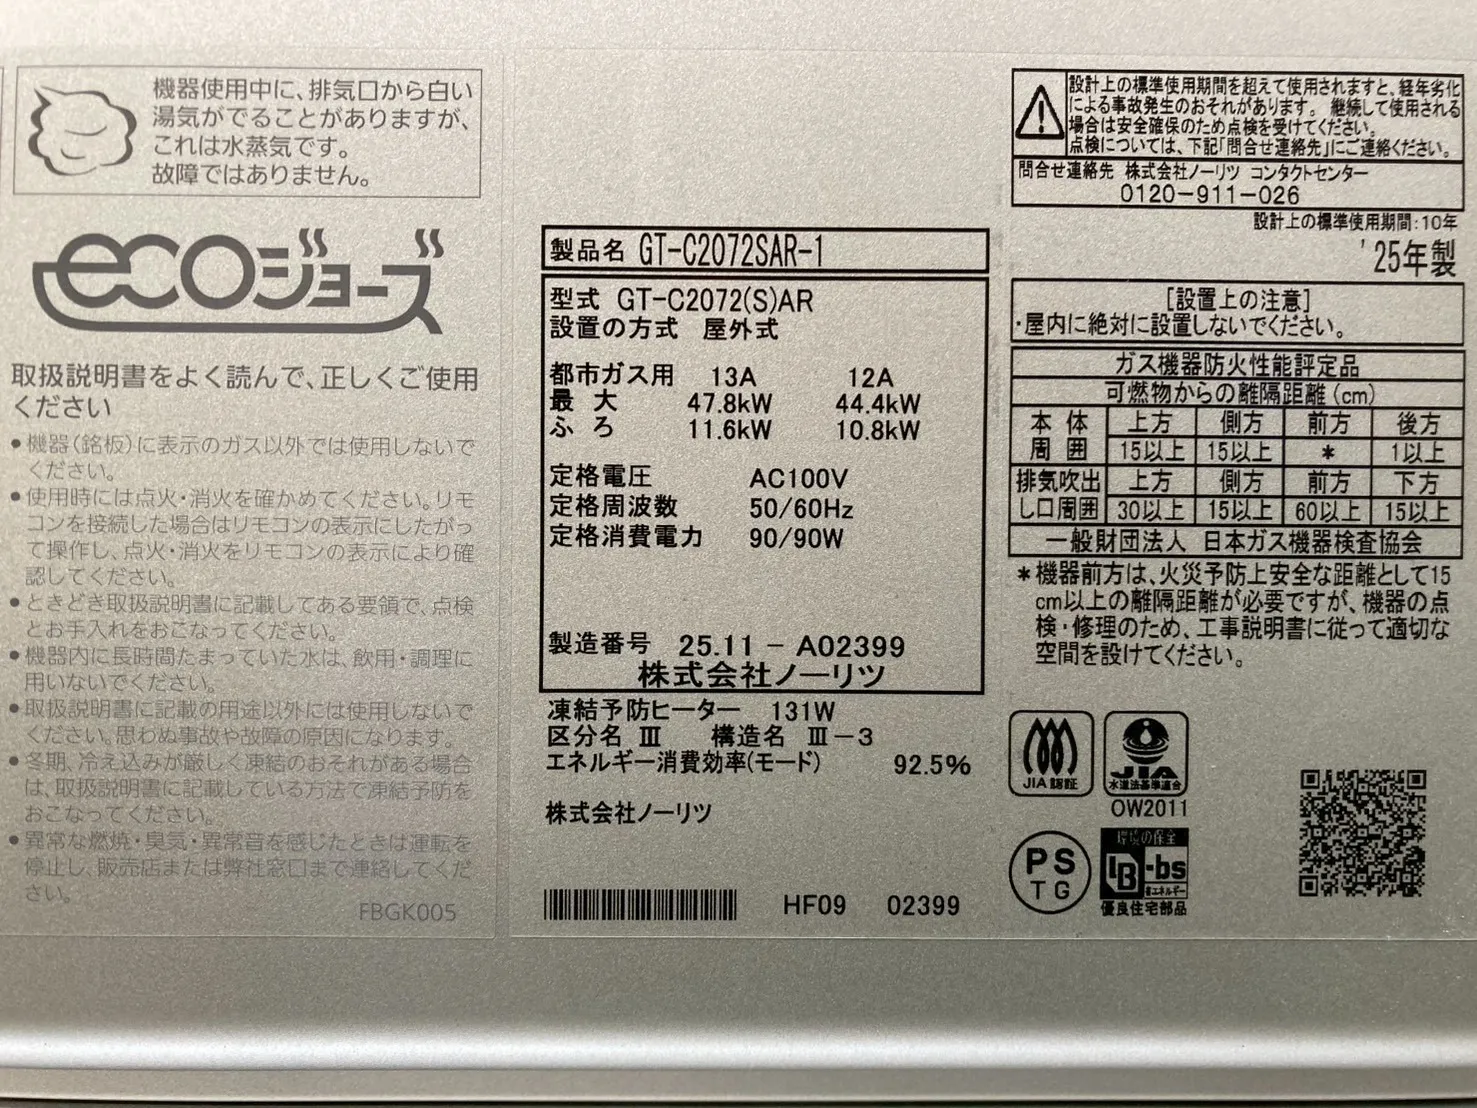 機器使用中に、排気口から白い
湯気がでることがありますが、
これは水蒸気です。
故障ではありません。
ecoジョーズ
取扱説明書をよく読んで、正しくご使用
ください
●機器(銘板)に表示のガス以外では使用しないで
ください。
●使用時には点火・消火を確かめてください。リモ
コンを接続した場合はリモコンの表示にしたがっ
て操作し、点火・消火をリモコンの表示により確
認してください。
●ときどき取扱説明書に記載してある要領で、点検
とお手入れをおこなってください。
●機器内に長時間たまっていた水は、飲用・調理に
用いないでください。
●取扱説明書に記載の用途以外には使用しないで
ください。思わぬ事故や故障の原因になります。
●冬期、冷え込みが厳しく凍結のおそれがある場合
は、取扱説明書に記載している方法で凍結予防を
おこなってください。
●異常な燃焼・臭気・異常音を感じたときは運転を
停止し、販売店または弊社窓口まで連絡してくだ
さい。
FBGK005
製品名 GT-C2072SAR-1
型式 GT-C2072(S)AR
設置の方式 屋外式
都市ガス用 13A 12A
最大 47.8kW 44.4kW
ふろ 11.6kW 10.8kW
定格電圧 AC100V
定格周波数 50/60Hz
定格消費電力 90/90W
製造番号 25.11-A02399
株式会社ノーリツ
凍結予防ヒーター 131W
区分名 Ⅲ 構造名 Ⅲ-3
エネルギー消費効率(モード) 92.5%
株式会社ノーリツ
HF09 02399
設計上の標準使用期間を超えて使用されますと、経年劣化
による事故発生のおそれがあります。継続して使用される
場合は安全確保のため点検を受けてください。
点検については、下記「問合せ連絡先」にご連絡ください。
問合せ連絡先 株式会社ノーリツ コンタクトセンター
0120-911-026
設計上の標準使用期間:10年
'25年製
[設置上の注意]
・屋内に絶対に設置しないでください。
ガス機器防火性能評定品
可燃物からの離隔距離(cm)
本体 上方 側方 前方 後方
周囲 15以上 15以上 * 1以上
排気吹出 上方 側方 前方 下方
し口周囲 30以上 15以上 60以上 15以上
一般財団法人 日本ガス機器検査協会
*機器前方は、火災予防上安全な距離として15
cm以上の離隔距離が必要ですが、機器の点
検・修理のため、工事説明書に従って適切な
空間を設けてください。
JIA認証
JIA
水道法基準適合
OW2011
PS
TG
環境の保全
BL-bs
省エネルギー
優良住宅部品